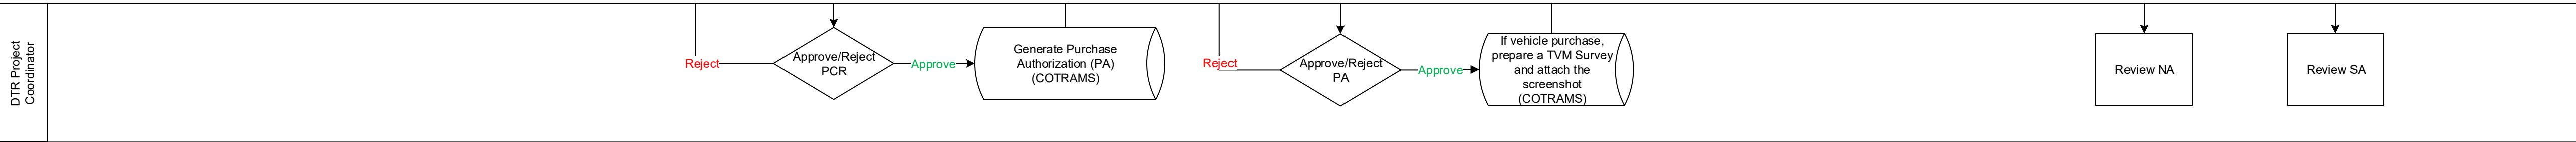 DTR Project
Coordinator
Reject
Approve/Reject
PCR
Approve
Generate Purchase
Authorization (PA)
(COTRAMS)
Reject
Approve/Reject
PA
Approve
If vehicle purchase,
prepare a TVM Survey
and attach the
screenshot
(COTRAMS)
Review NA
Review SA